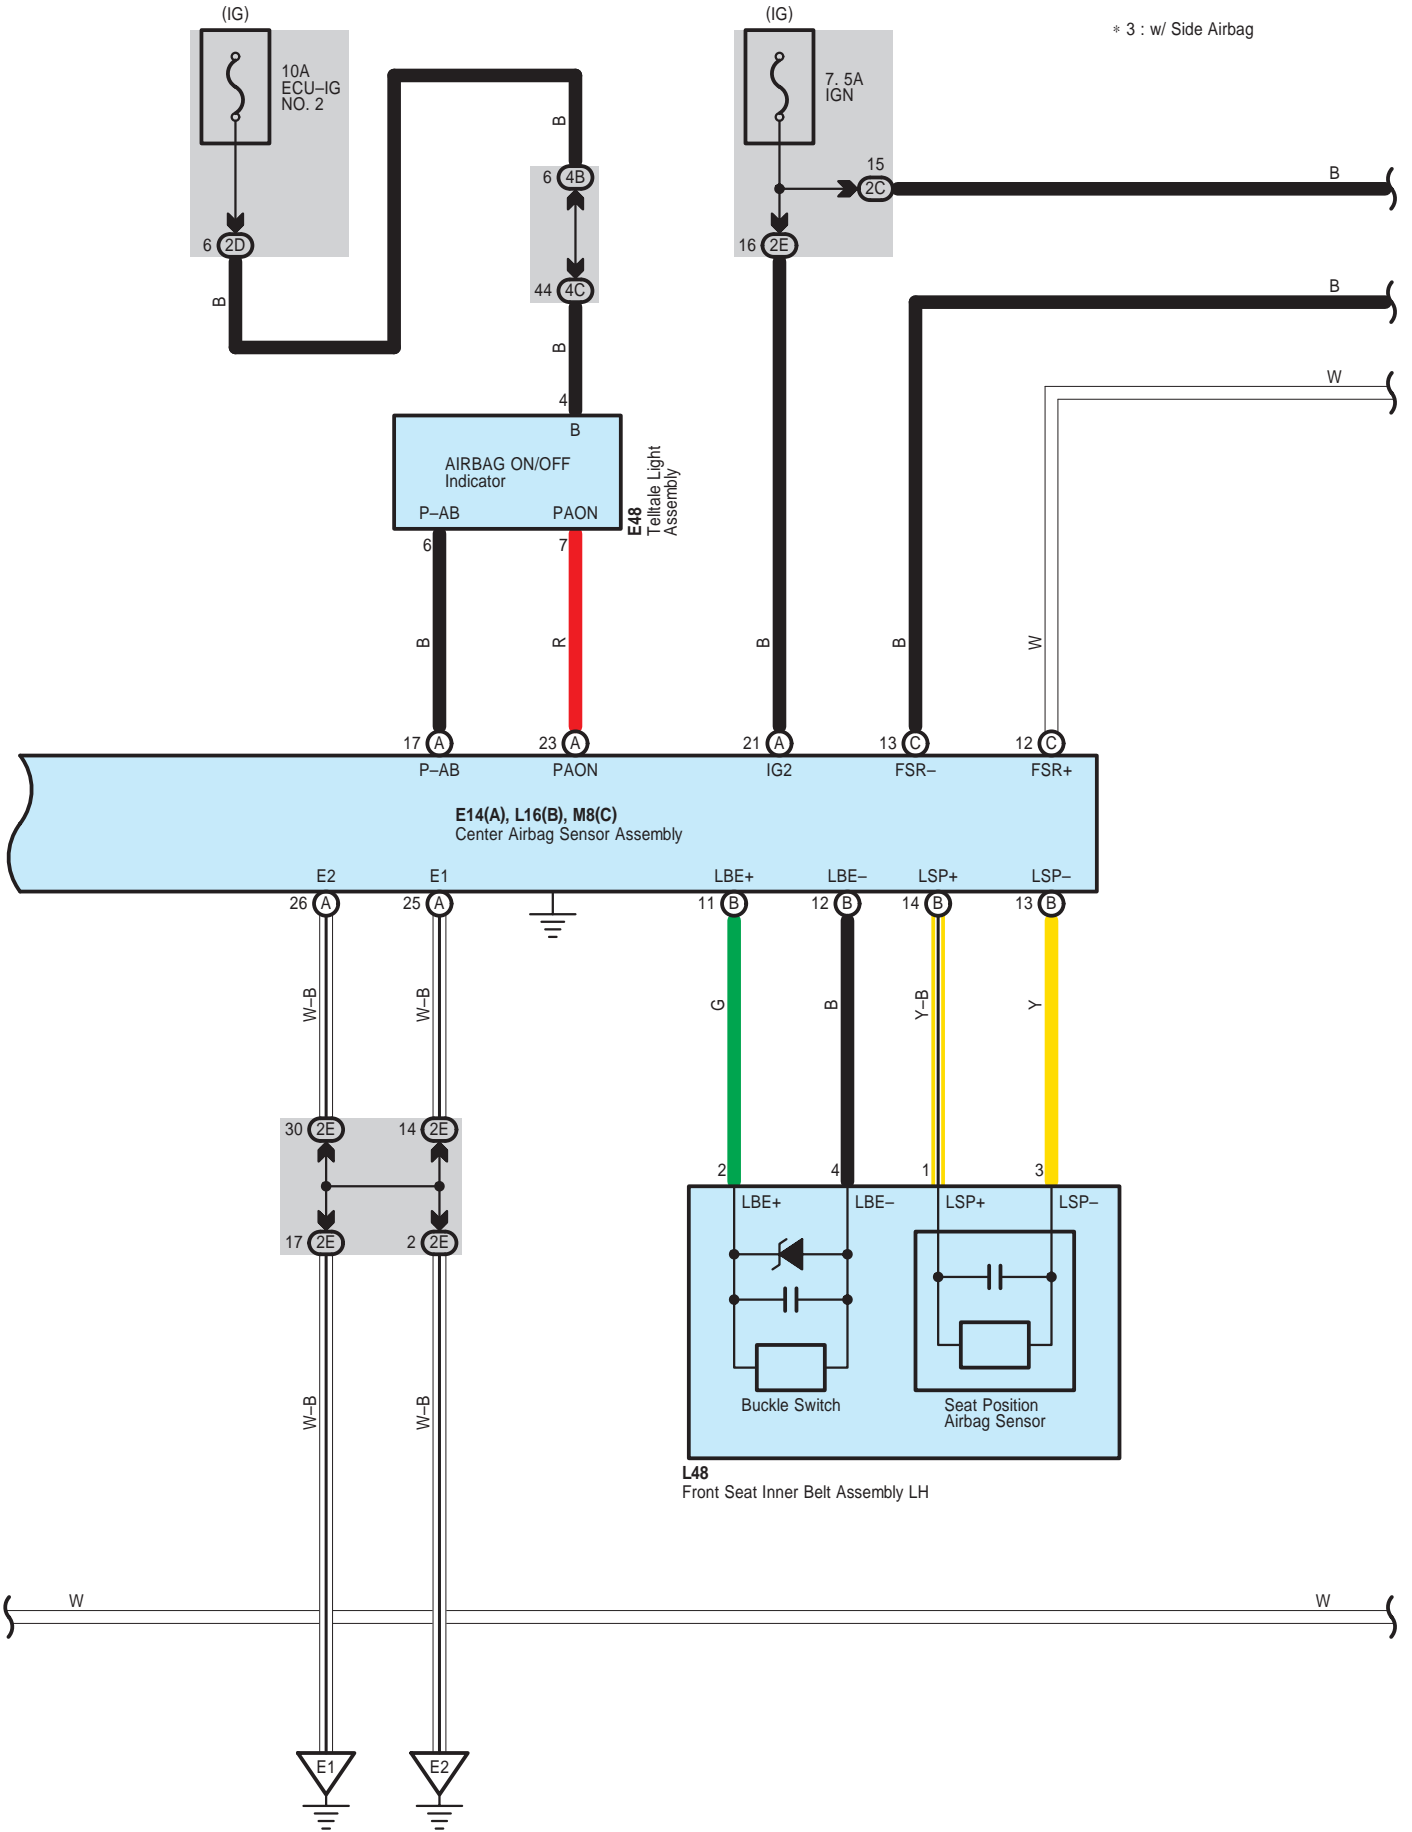 (IG)
(IG)
* 3 : w/ Side Airbag
10A
ECU–IG
NO. 2
7. 5A
IGN
B
6 4B
15
2C
B
6 2D
16 2E
B
44 4C
B
B
B
W
4
B
AIRBAG ON/OFF
Indicator
P–AB PAON
E48
Telltale Light
Assembly
6
7
B
R
B
B
W
17 A
23 A
21 A
13 C
12 C
P–AB
PAON
IG2
FSR–
FSR+
E14(A), L16(B), M8(C)
Center Airbag Sensor Assembly
E2
E1
LBE+
LBE–
LSP+
LSP–
26 A
25 A
11 B
12 B
14 B
13 B
W–B
W–B
G
B
Y–B
Y
30 2E
14 2E
2
4
1
3
LBE+
LBE–
LSP+
LSP–
17 2E
2 2E
Buckle Switch
Seat Position
Airbag Sensor
W–B
W–B
L48
Front Seat Inner Belt Assembly LH
W
W
E1
E2